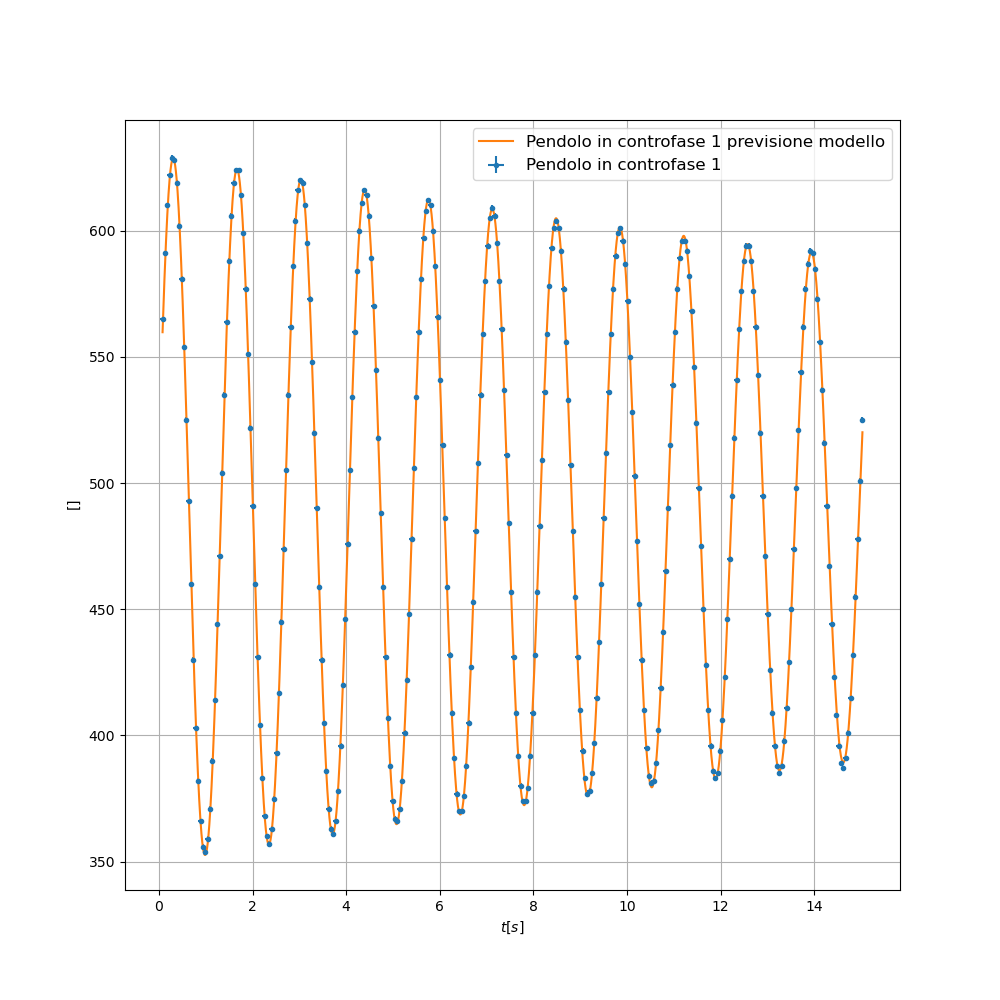 Pendolo in controfase 1 previsione modello
Pendolo in controfase 1
600
550
500
450
400
350
[]
0 2 4 6 8 10 12 14
t[s]